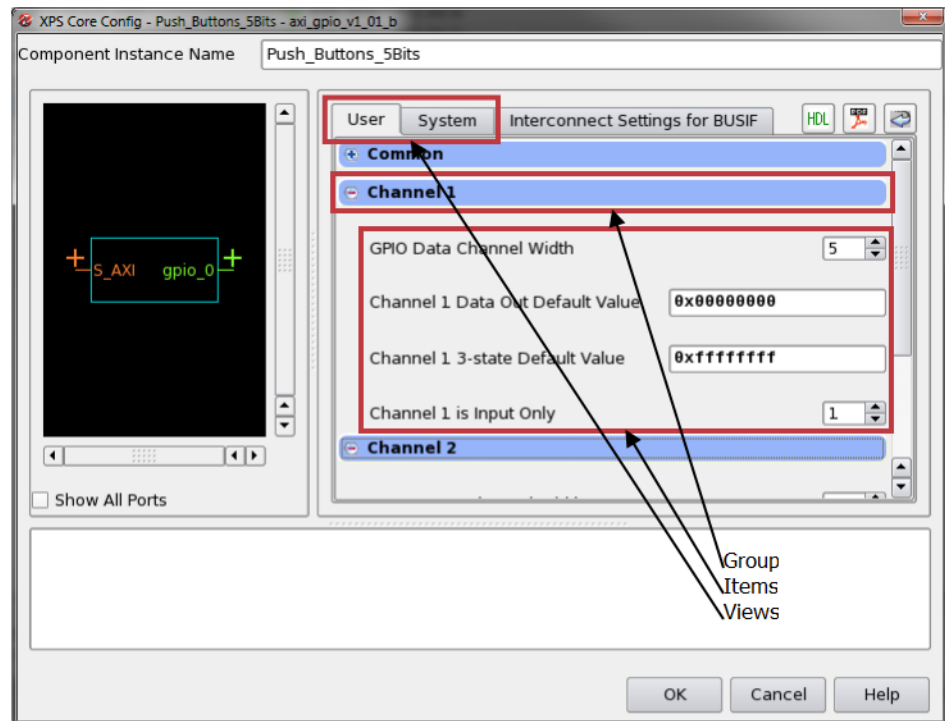 XPS Core Config - Push_Buttons_5Bits - axi_gpio_v1_01_b
Component Instance Name Push_Buttons_5Bits
User System Interconnect Settings for BUSIF HDL PDF
Common
Channel 1
GPIO Data Channel Width 5
S_AXI gpio_0
Channel 1 Data Out Default Value 0x00000000
Channel 1 3-state Default Value 0xffffffff
Channel 1 is Input Only 1
Channel 2
Show All Ports
Group
Items
Views
OK Cancel Help